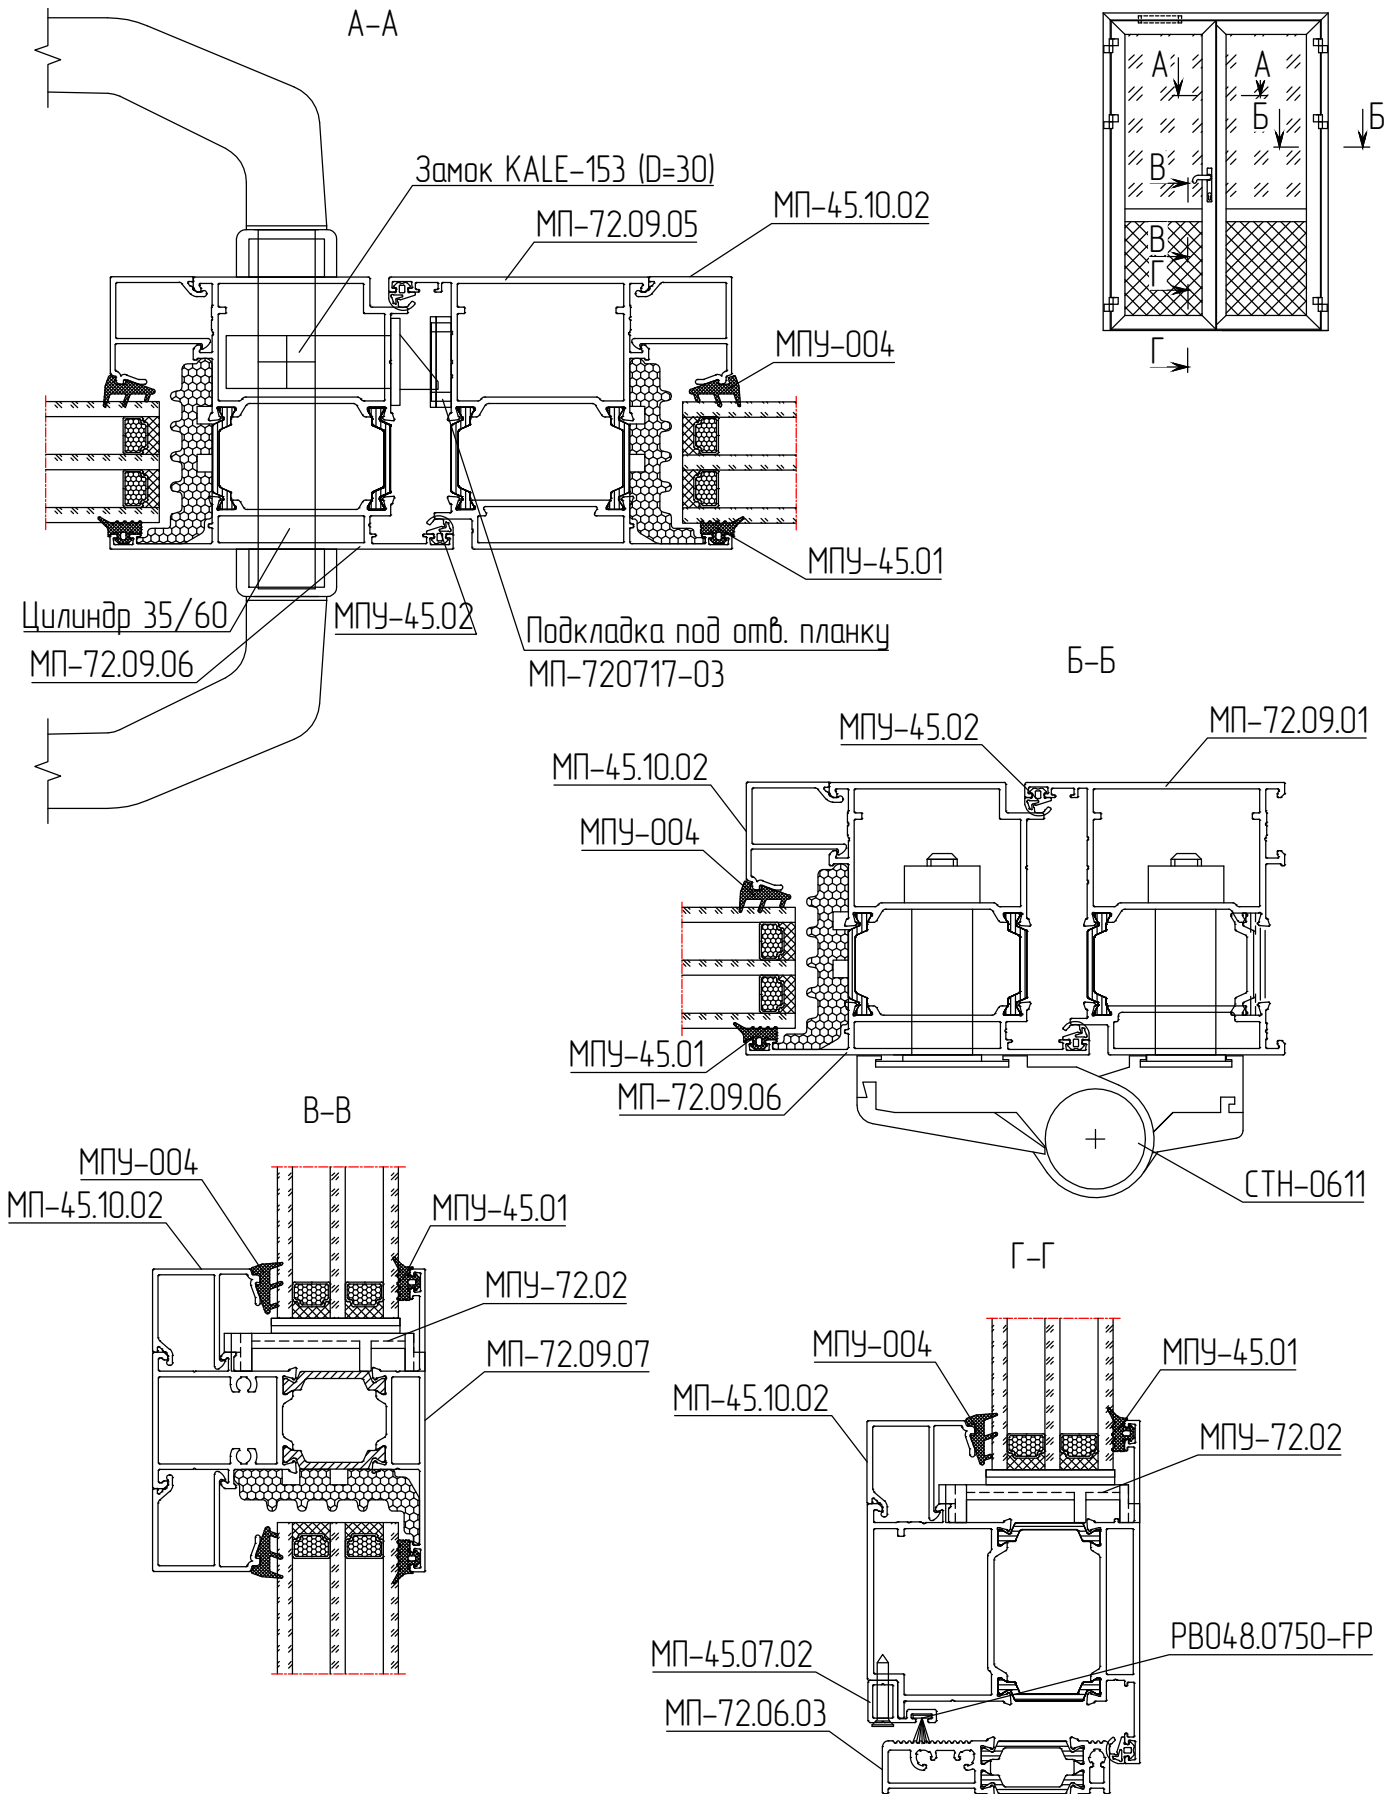 А–А
Замок KALE–153 (D=30)
МП–72.09.05
МП–45.10.02
МПУ–004
МПУ–45.01
Цилиндр 35/60
МП–72.09.06
МПУ–45.02
Подкладка под отв. планку
МП–720717–03
А
А
Б
Б
В
В
Г
Г
Б–Б
МПУ–45.02
МП–72.09.01
МП–45.10.02
МПУ–004
МПУ–45.01
МП–72.09.06
СТН–0611
В–В
МПУ–004
МП–45.10.02
МПУ–45.01
МПУ–72.02
МП–72.09.07
Г–Г
МПУ–004
МПУ–45.01
МП–45.10.02
МПУ–72.02
МП–45.07.02
РВ048.0750–FP
МП–72.06.03